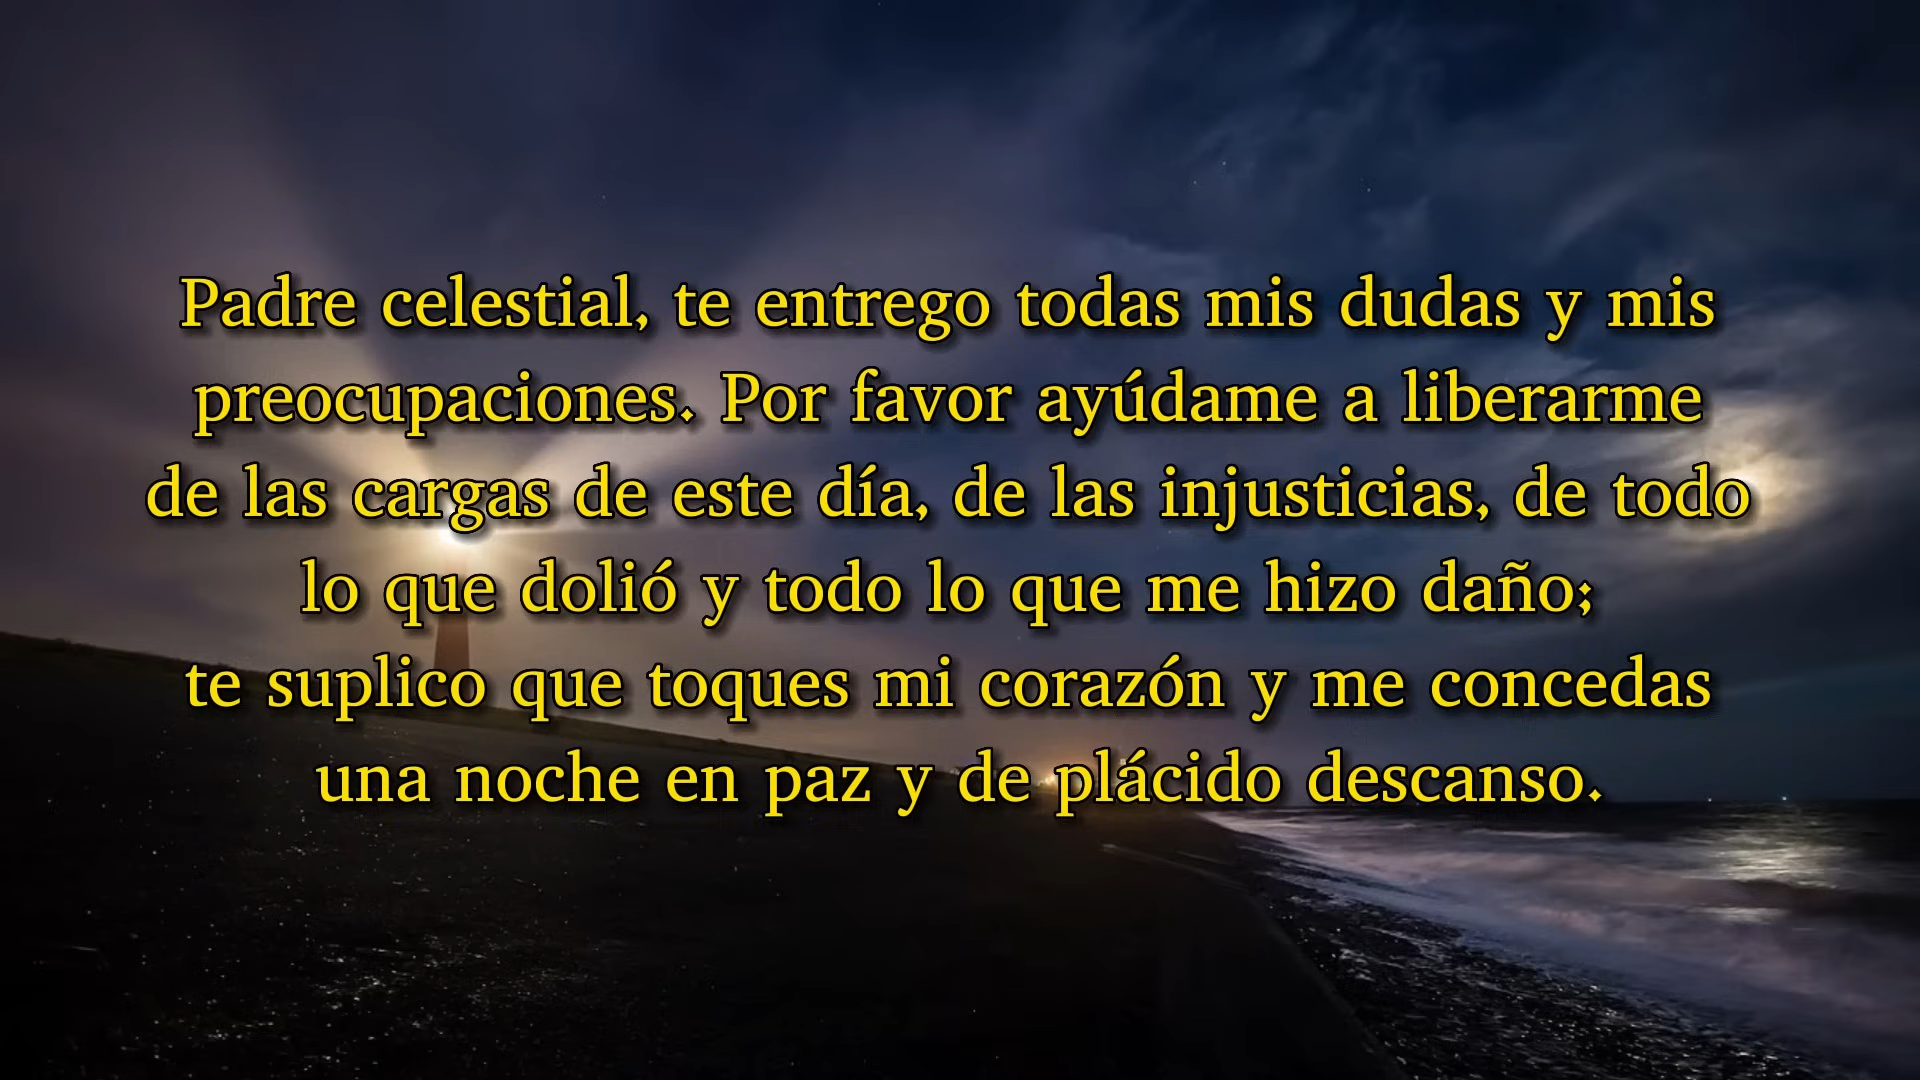 Padre celestial, te entrego todas mis dudas y mis
preocupaciones. Por favor ayúdame a liberarme
de las cargas de este día, de las injusticias, de todo
lo que dolió y todo lo que me hizo daño;
te suplico que toques mi corazón y me concedas
una noche en paz y de plácido descanso.